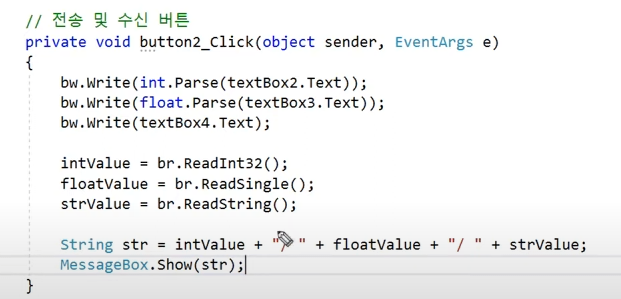 // 전송 및 수신 버튼
private void button2_Click(object sender, EventArgs e)
{
bw.Write(int.Parse(textBox2.Text));
bw.Write(float.Parse(textBox3.Text));
bw.Write(textBox4.Text);
intValue = br.ReadInt32();
floatValue = br.ReadSingle();
strValue = br.ReadString();
String str = intValue + "/ " + floatValue + "/ " + strValue;
MessageBox.Show(str);
}